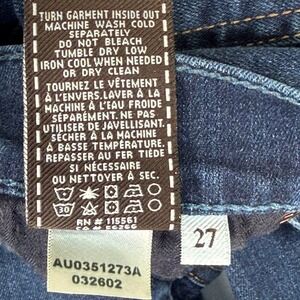 TURN GARMENT INSIDE OUT
MACHINE WASH COLD
SEPARATELY
DO NOT BLEACH
TUMBLE DRY LOW
IRON COOL WHEN NEEDED
OR DRY CLEAN
TOURNEZ LE VÊTEMENT
À L'ENVERS.LAVER À LA
MACHINE À L'EAU FROIDE
SÉPARÉMENT. NE PAS
UTILISER DE JAVELLISANT.
SÉCHER À LA MACHINE
À BASSE TEMPÉRATURE.
REPASSER AU FER TIÈDE
SI NÉCESSAIRE
OU NETTOYER À SEC.
30
RN # 115561
CA #
27
AU0351273A
032602